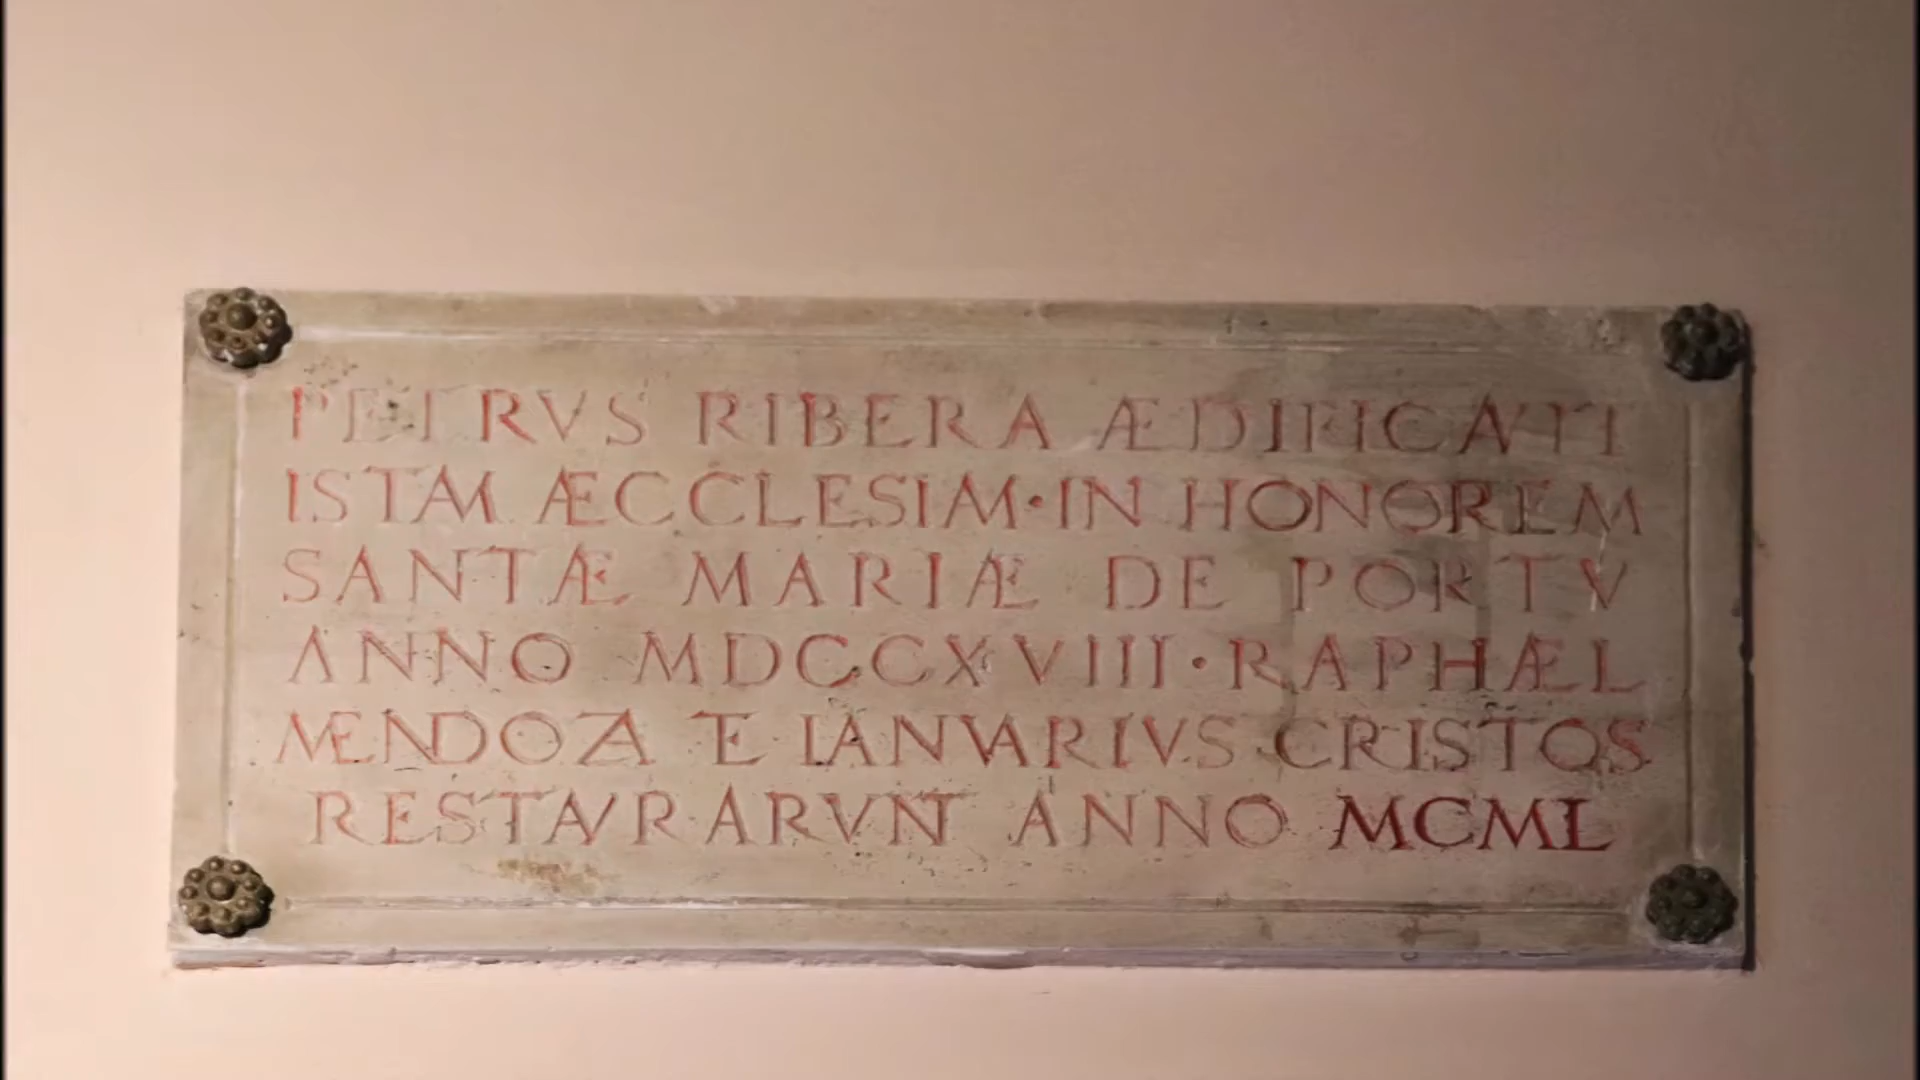 PETRVS RIBERA ÆDIFICAVIT
ISTAM ÆCCLESIAM·IN HONOREM
SANTÆ MARIÆ DE PORTV
ANNO MDCCXVIII·RAPHÆL
MENDOZA E IANVARIVS CRISTOS
RESTAVRARVNT ANNO MCML